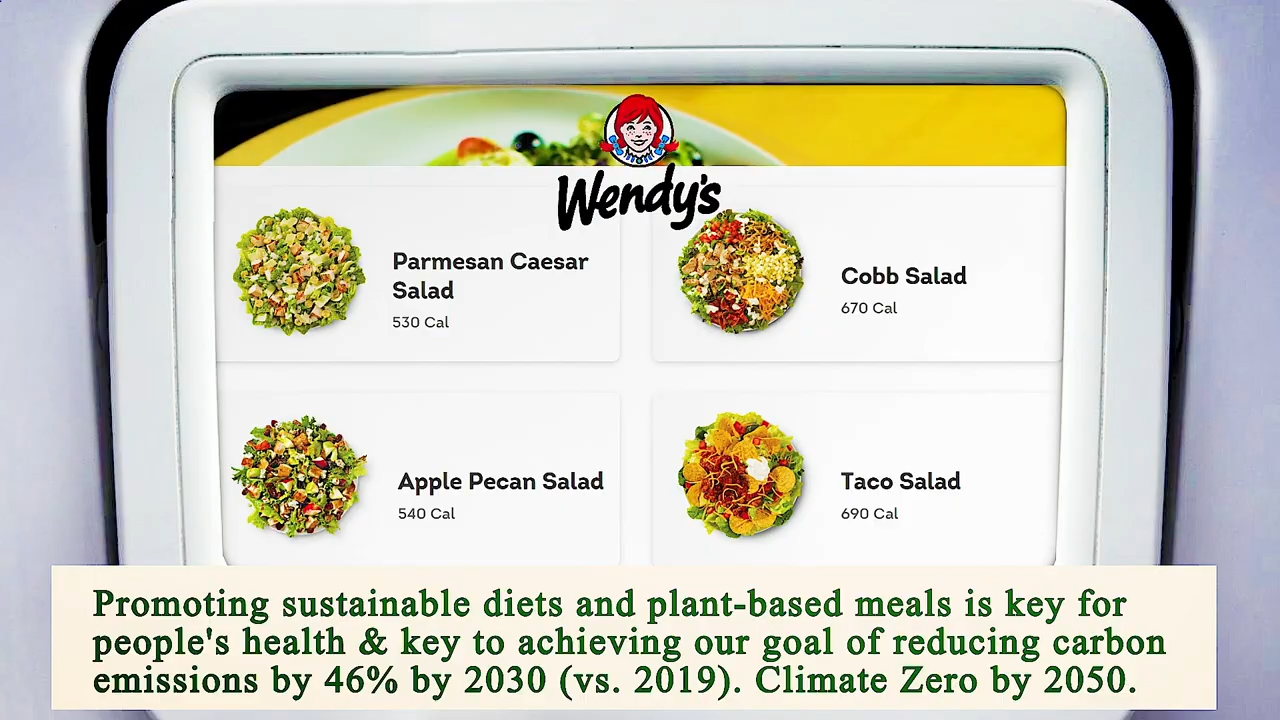 Wendy's
Parmesan Caesar
Salad
530 Cal
Cobb Salad
670 Cal
Apple Pecan Salad
540 Cal
Taco Salad
690 Cal
Promoting sustainable diets and plant-based meals is key for
people's health & key to achieving our goal of reducing carbon
emissions by 46% by 2030 (vs. 2019). Climate Zero by 2050.